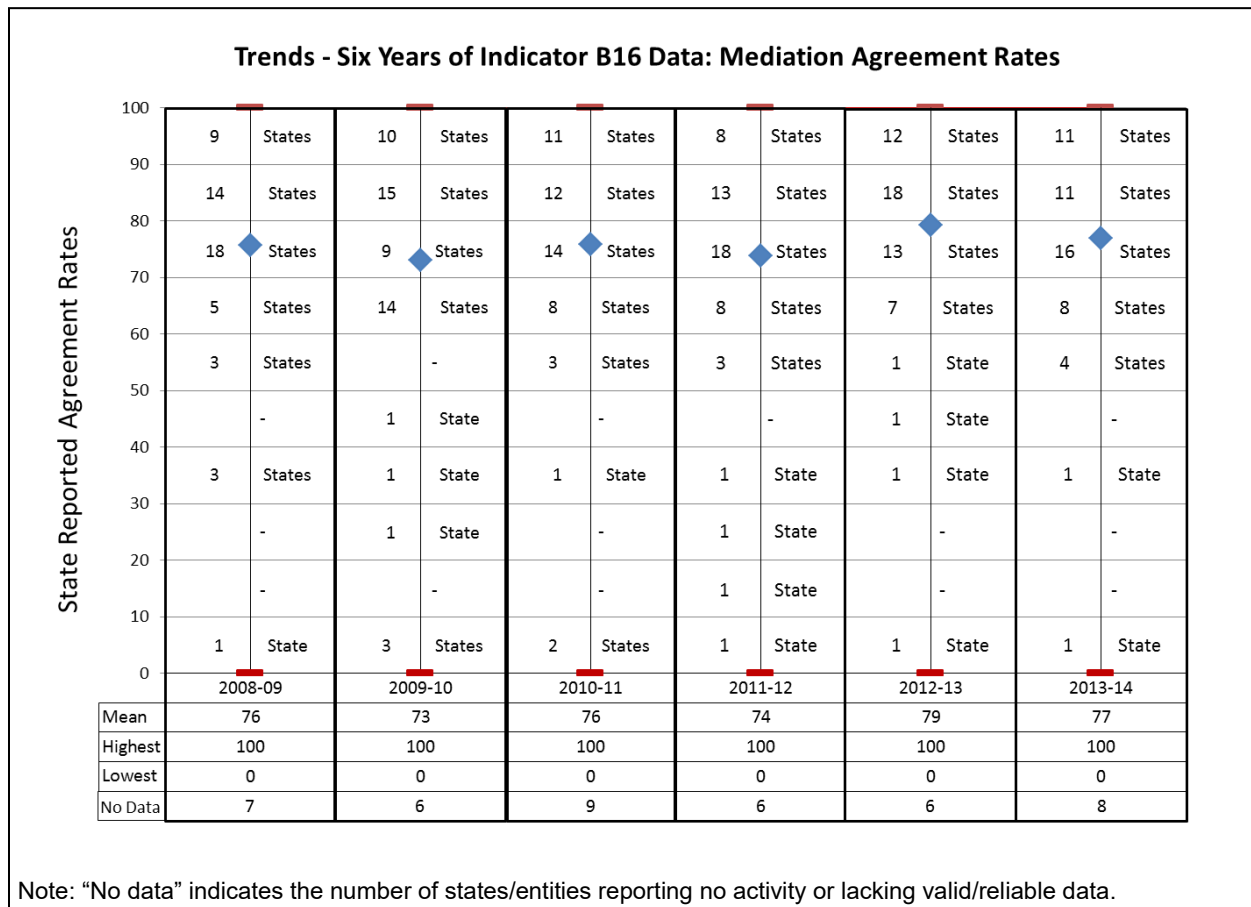 Trends - Six Years of Indicator B16 Data: Mediation Agreement Rates
State Reported Agreement Rates
100
9 States 10 States 11 States 8 States 12 States 11 States
90
14 States 15 States 12 States 13 States 18 States 11 States
80
18 States 9 States 14 States 18 States 13 States 16 States
70
5 States 14 States 8 States 8 States 7 States 8 States
60
3 States - 3 States 3 States 1 State 4 States
50
- 1 State - - 1 State -
40
3 States 1 State 1 State 1 State 1 State 1 State
30
- 1 State - 1 State - -
20
- - 1 State - -
10
1 State 3 States 2 States 1 State 1 State 1 State
0
2008-09 2009-10 2010-11 2011-12 2012-13 2013-14
Mean 76 73 76 74 79 77
Highest 100 100 100 100 100 100
Lowest 0 0 0 0 0 0
No Data 7 6 9 6 6 8
Note: “No data” indicates the number of states/entities reporting no activity or lacking valid/reliable data.